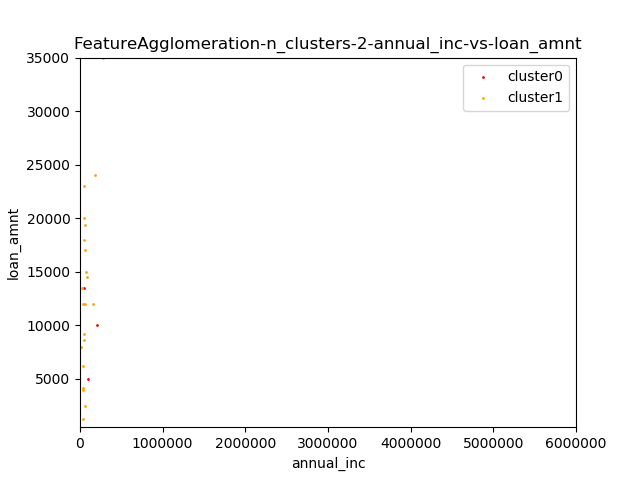 FeatureAgglomeration-n_clusters-2-annual_inc-vs-loan_amnt
35000
30000
25000
20000
15000
10000
5000
loan_amnt
cluster0
cluster1
0
1000000
2000000
3000000
4000000
5000000
6000000
annual_inc